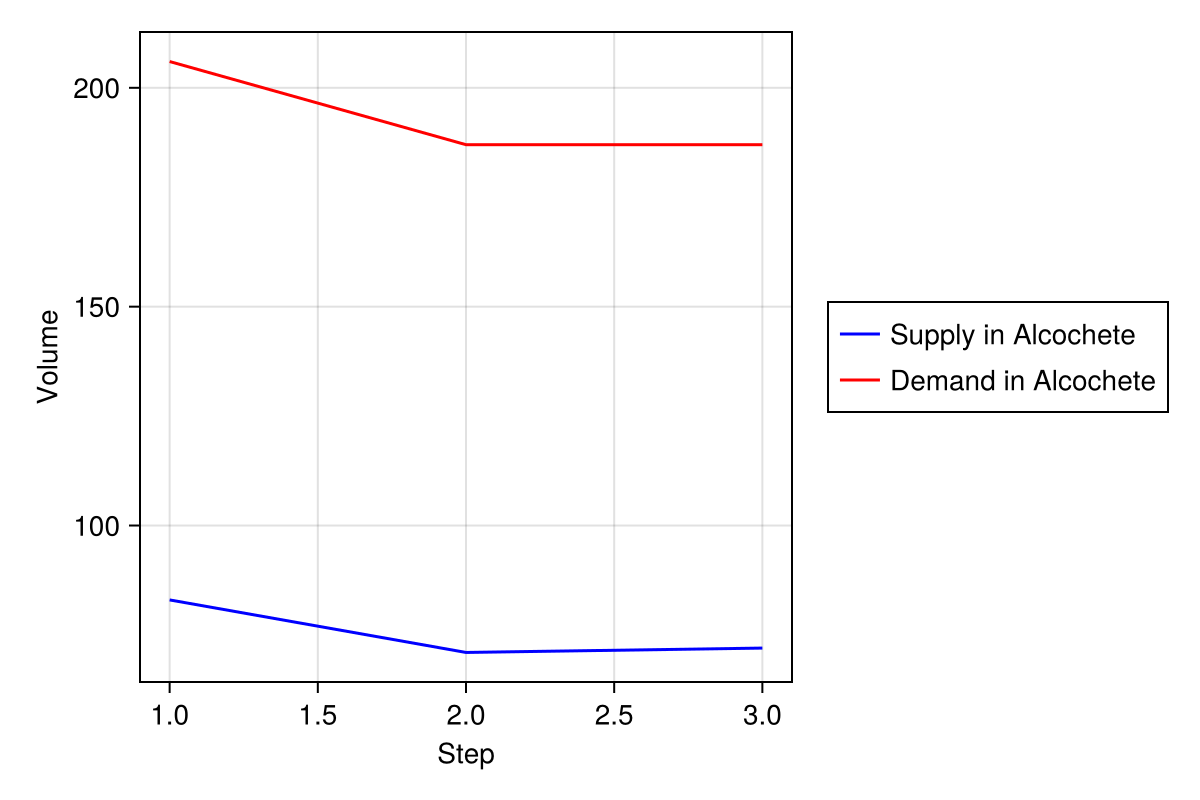 200
150
100
Volume
1.0 1.5 2.0 2.5 3.0
Step
Supply in Alcochete
Demand in Alcochete